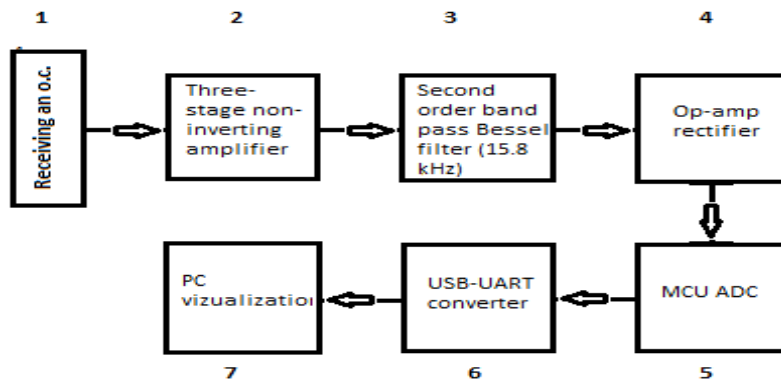 1 2 3 4
Receiving an o.c.
Three-
stage non-
inverting
amplifier
Second
order band
pass Bessel
filter (15.8
kHz)
Op-amp
rectifier
PC
vizualization
USB-UART
converter
MCU ADC
7 6 5